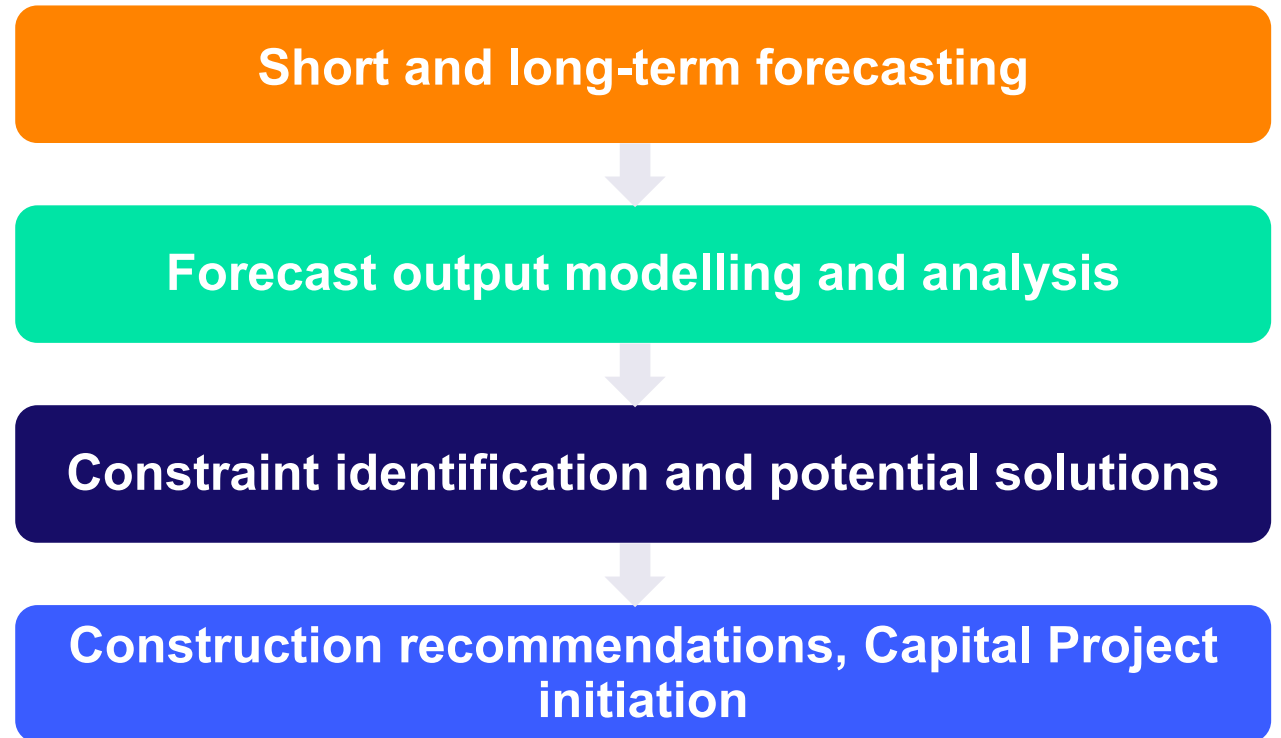 Short and long-term forecasting
Forecast output modelling and analysis
Constraint identification and potential solutions
Construction recommendations, Capital Project
initiation